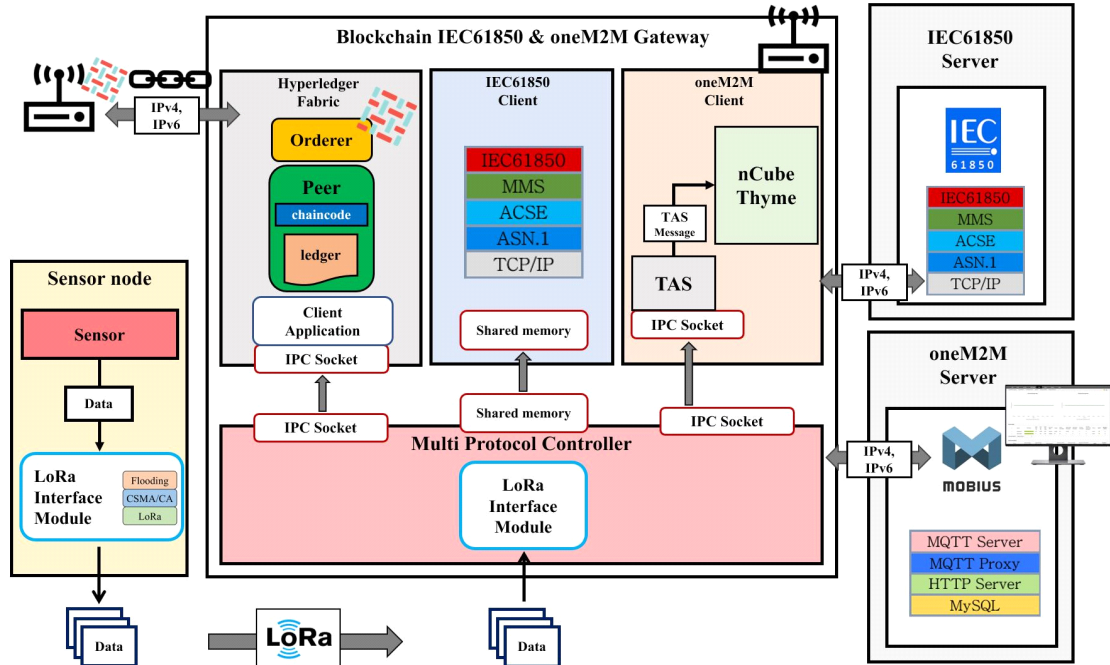 Blockchain IEC61850 & oneM2M Gateway
IPv4,
IPv6
Hyperledger
Fabric
Orderer
Peer
chaincode
ledger
Client
Application
IPC Socket
IEC61850
Client
IEC61850
MMS
ACSE
ASN.1
TCP/IP
Shared memory
oneM2M
Client
nCube
Thyme
TAS
Message
TAS
IPC Socket
IPC Socket
Shared memory
IPC Socket
Multi Protocol Controller
LoRa
Interface
Module
Data
Sensor node
Sensor
Data
LoRa
Interface
Module
Flooding
CSMA/CA
LoRa
Data
LoRa
IEC61850
Server
IEC
61850
IEC61850
MMS
ACSE
ASN.1
TCP/IP
IPv4,
IPv6
oneM2M
Server
IPv4,
IPv6
MOBIUS
MQTT Server
MQTT Proxy
HTTP Server
MySQL